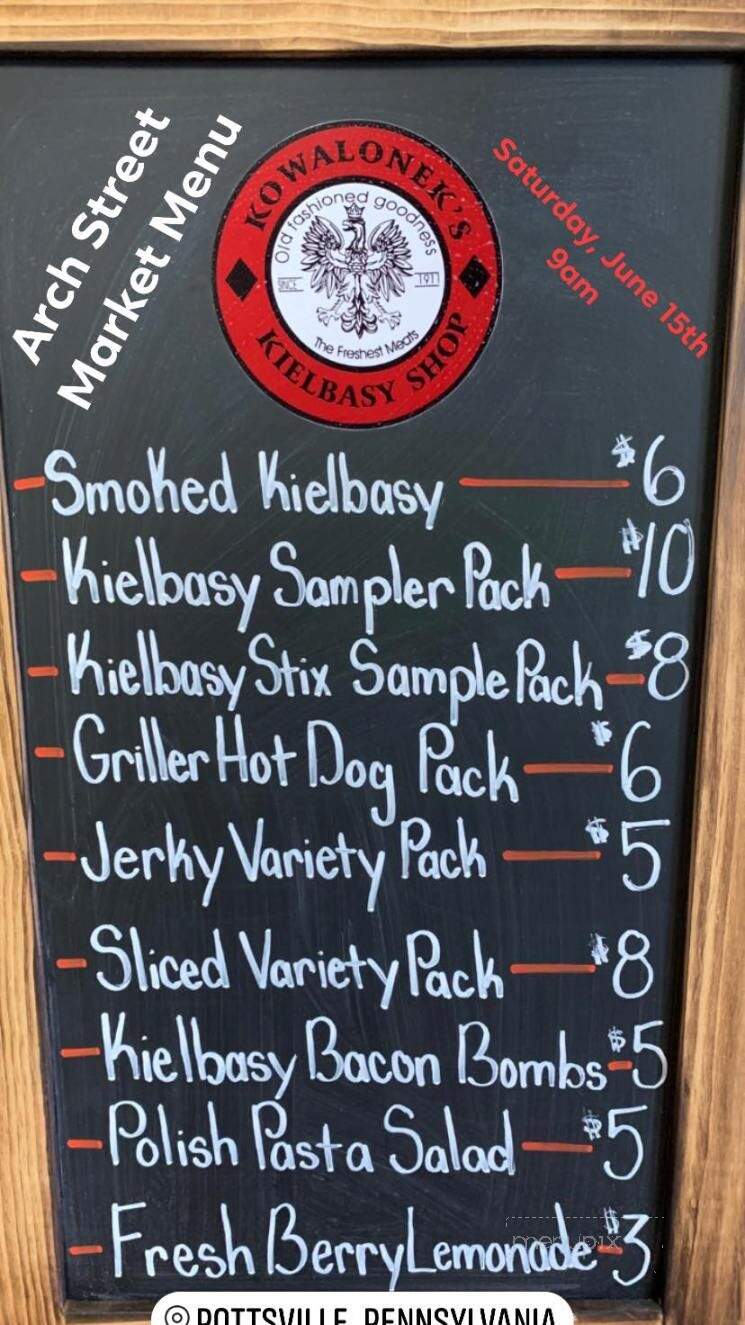 Arch Street
Market Menu
KOWALONEK'S
Old fashioned goodness
SINCE 1911
The Freshest Meats
KIELBASY SHOP
Saturday, June 15th
9am
Smoked Kielbasy $6
Kielbasy Sampler Pack $10
Kielbasy Stix Sample Pack $8
Griller Hot Dog Pack $6
Jerky Variety Pack $5
Sliced Variety Pack $8
Kielbasy Bacon Bombs $5
Polish Pasta Salad $5
Fresh Berry Lemonade $3
menupix
POTTSVILLE, PENNSYLVANIA